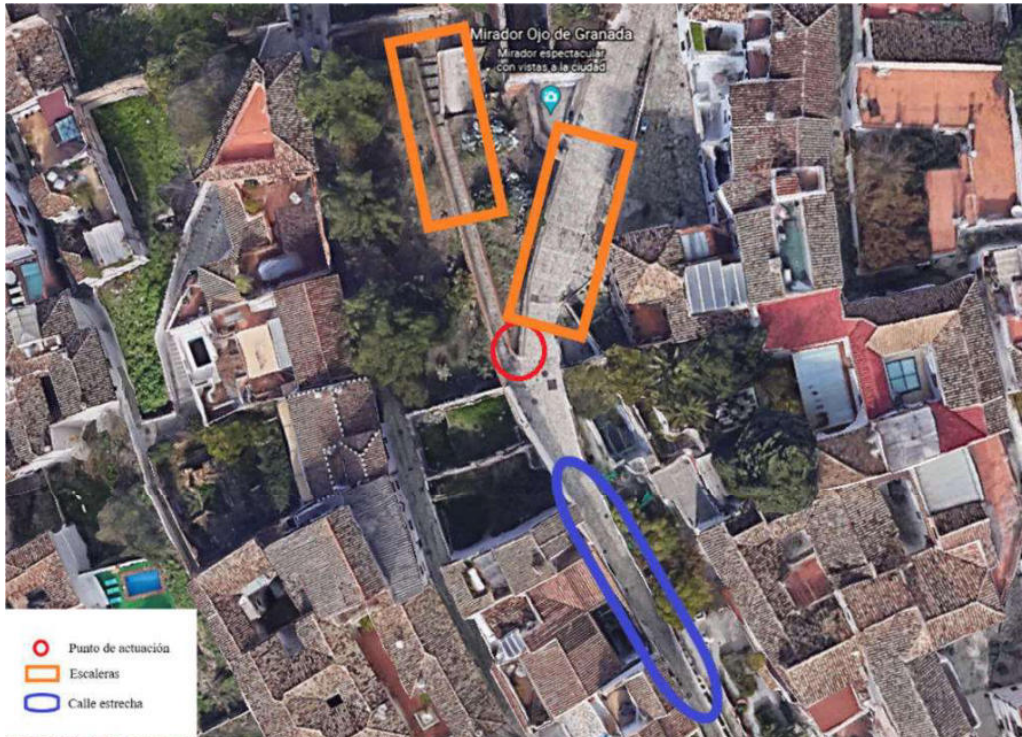 Mirador Ojo de Granada
Mirador espectacular
con vistas a la ciudad
Punto de actuación
Escaleras
Calle estrecha